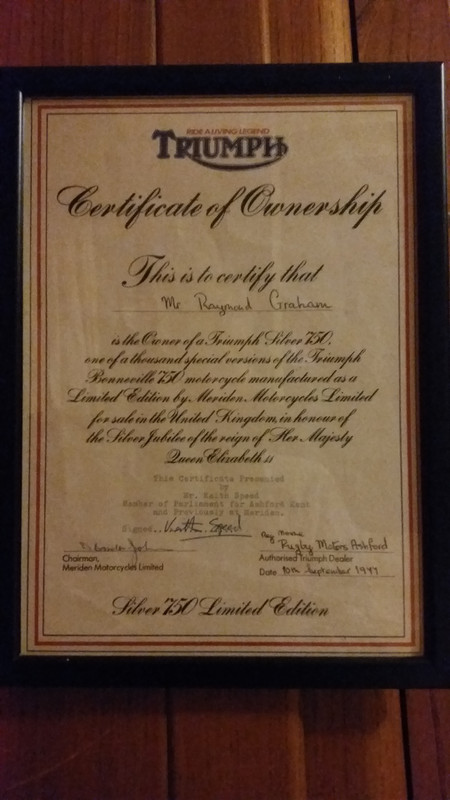 RIDE A LIVING LEGEND
TRIUMPH
Certificate of Ownership
This is to certify that
Mr Raymond Graham
is the Owner of a Triumph Silver 750,
one of a thousand special versions of the Triumph
Bonneville 750 motorcycle manufactured as a
Limited Edition by Meriden Motorcycles Limited
for sale in the United Kingdom, in honour of
the Silver Jubilee of the reign of Her Majesty
Queen Elizabeth II
This Certificate Presented
by
Mr. Keith Speed
Member of Parliament for Ashford Kent
and Previously at Meriden.
Signed. Keith Speed
Chairman,
Meriden Motorcycles Limited
Rugby Motors Ashford
Authorised Triumph Dealer
Date 10th September 1977
Silver 750 Limited Edition